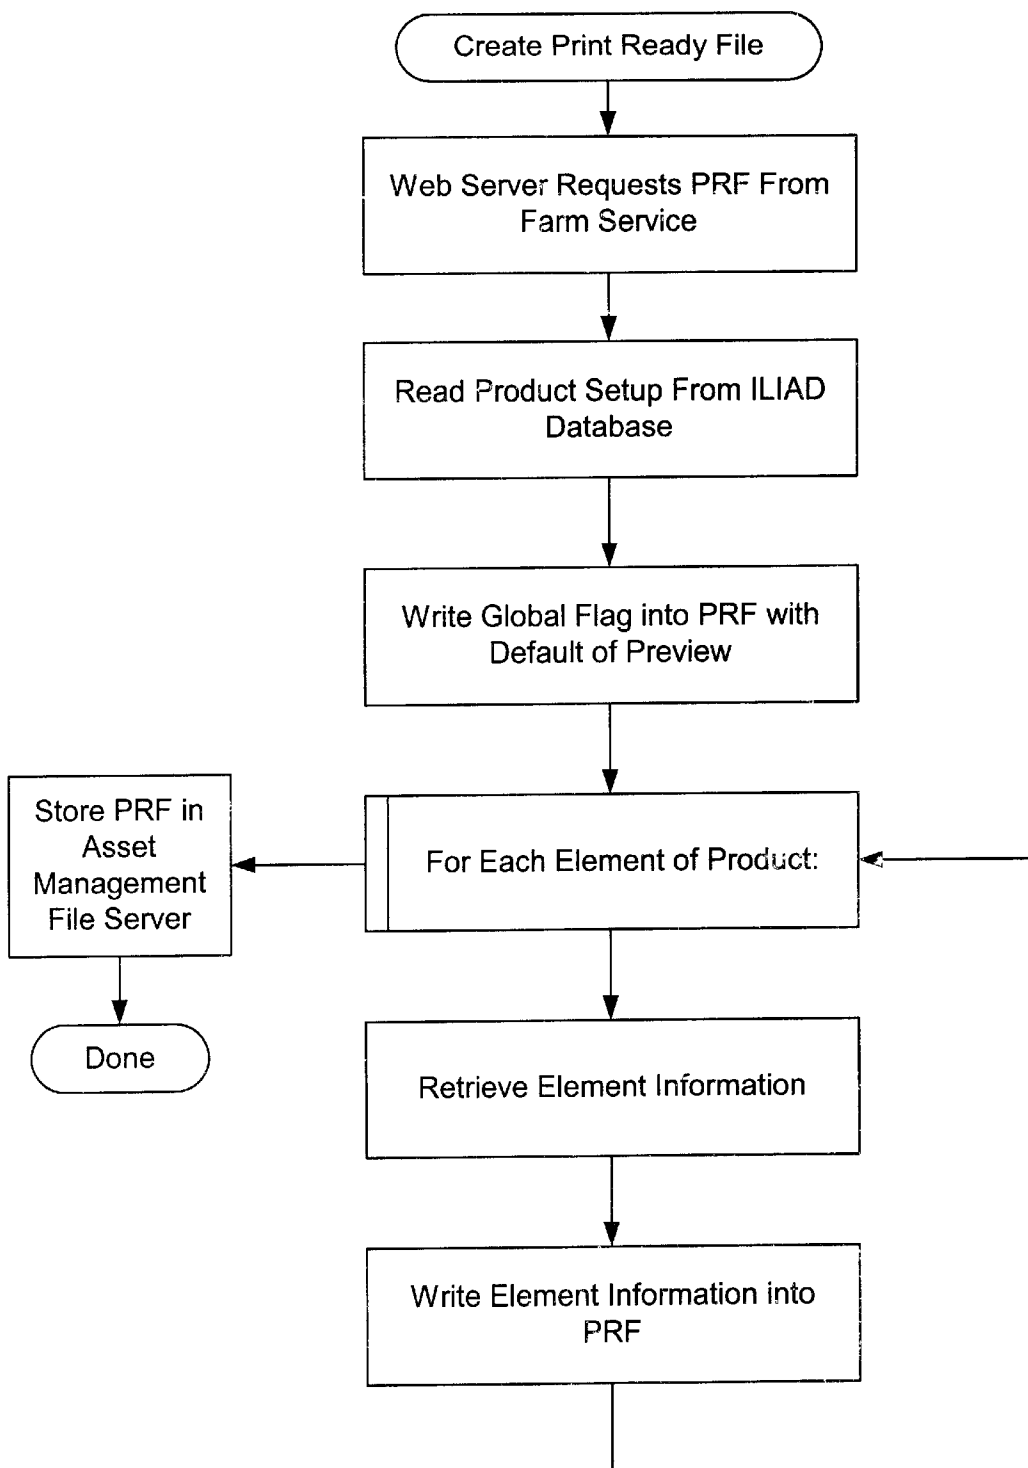 Create Print Ready File
Web Server Requests PRF From
Farm Service
Read Product Setup From ILIAD
Database
Write Global Flag into PRF with
Default of Preview
Store PRF in
Asset
Management
File Server
For Each Element of Product:
Done
Retrieve Element Information
Write Element Information into
PRF